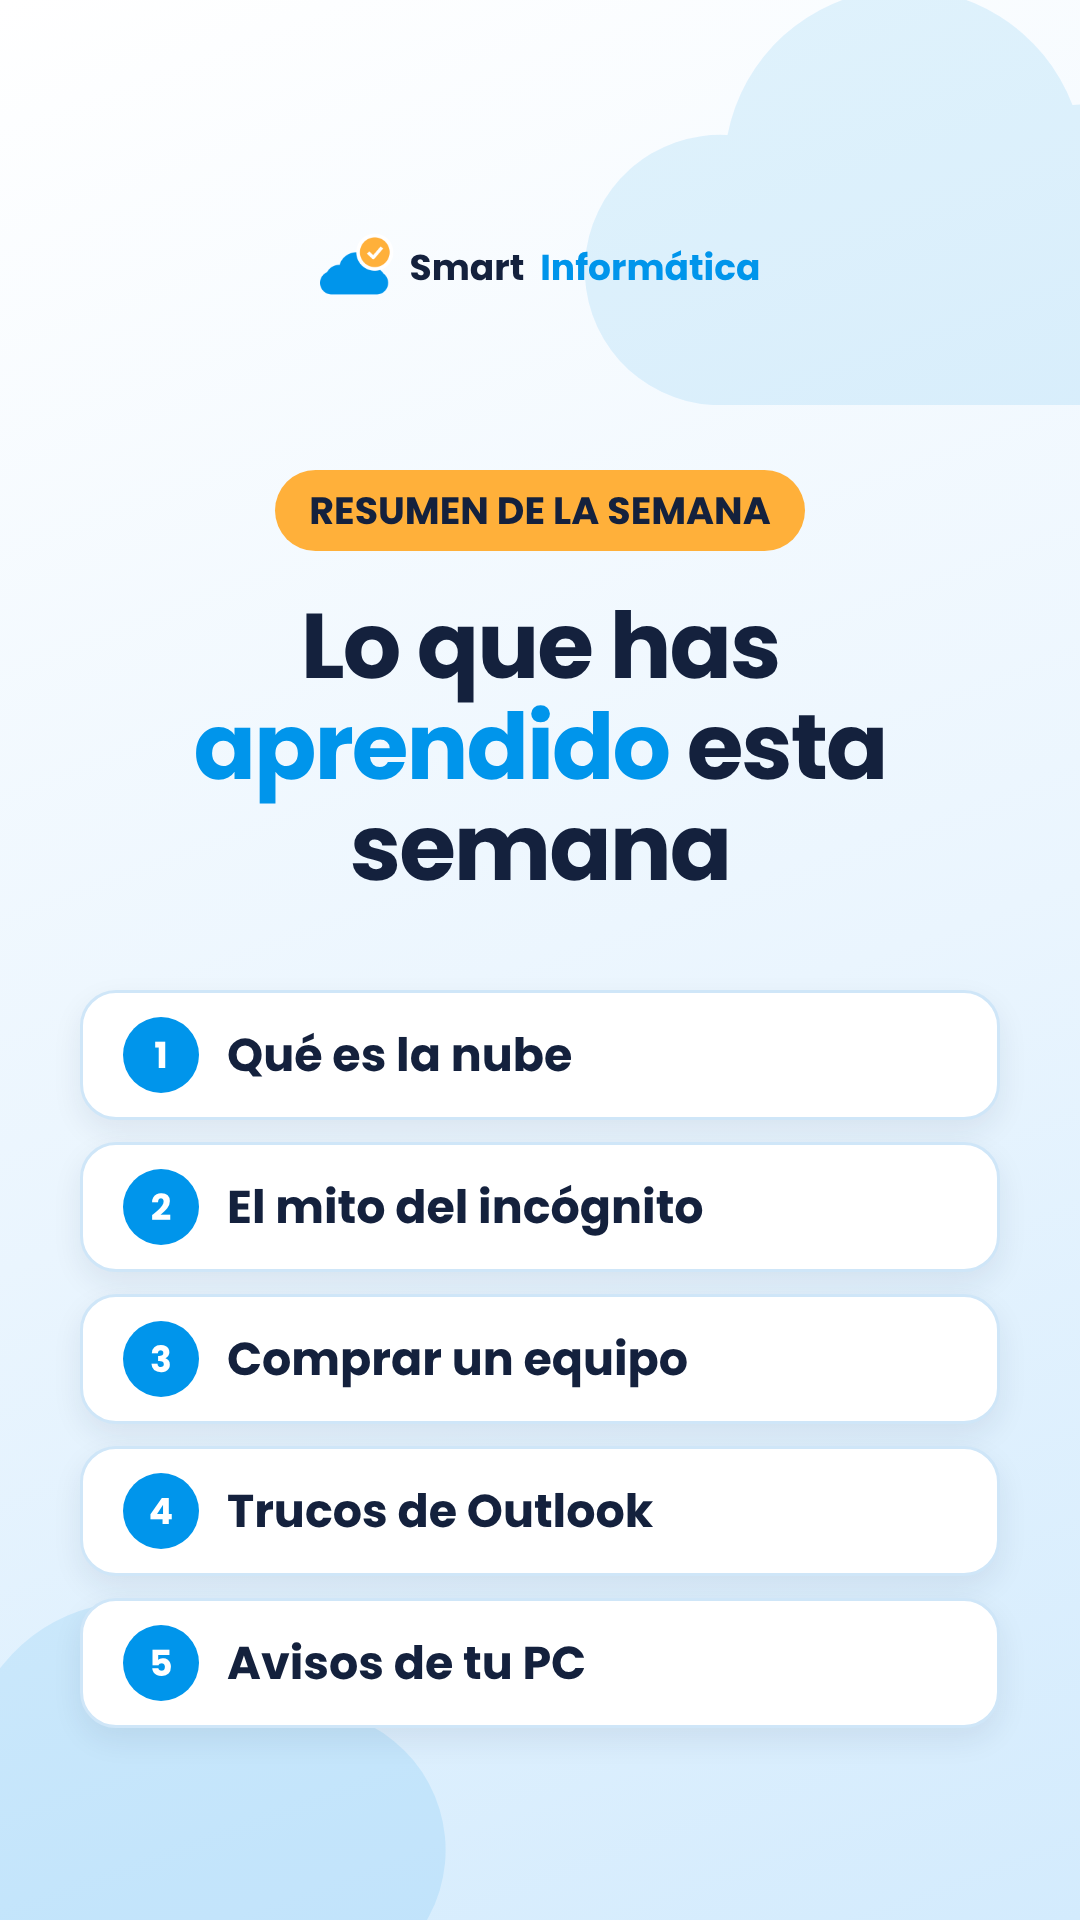 Smart Informática
RESUMEN DE LA SEMANA
Lo que has
aprendido esta
semana
1 Qué es la nube
2 El mito del incógnito
3 Comprar un equipo
4 Trucos de Outlook
5 Avisos de tu PC